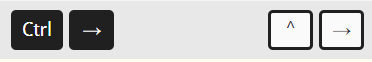 Ctrl → ^ →